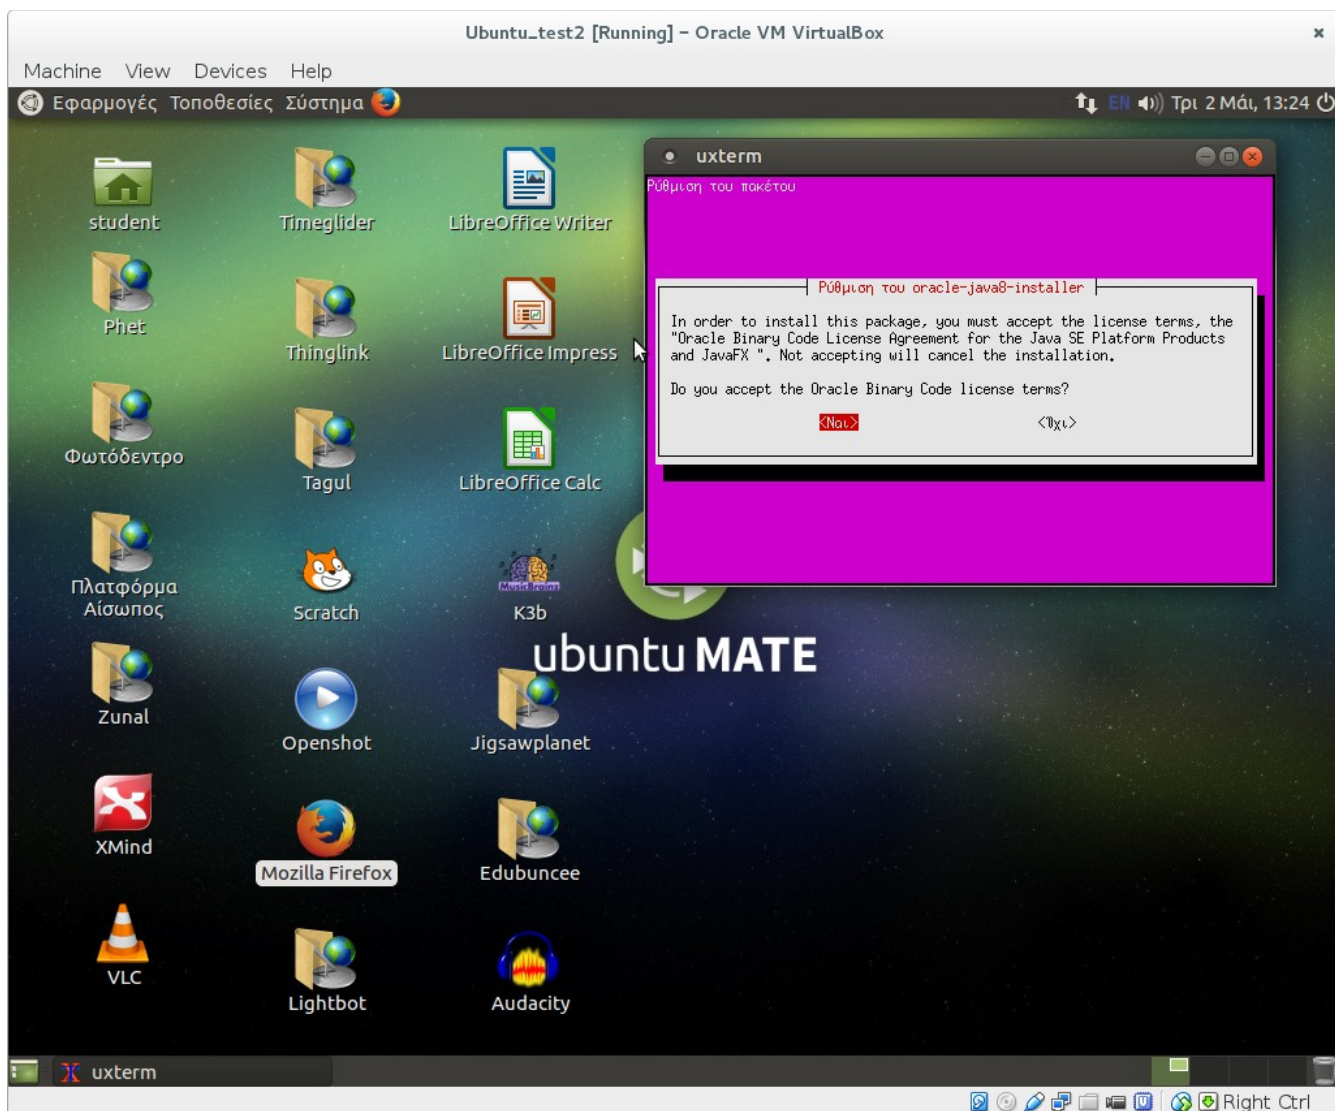 Ubuntu_test2 [Running] – Oracle VM VirtualBox
Machine View Devices Help
Εφαρμογές Τοποθεσίες Σύστημα
EN Τρι 2 Μάι, 13:24
uxterm
Ρύθμιση του πακέτου
Ρύθμιση του oracle-java8-installer
In order to install this package, you must accept the license terms, the
"Oracle Binary Code License Agreement for the Java SE Platform Products
and JavaFX ". Not accepting will cancel the installation.
Do you accept the Oracle Binary Code license terms?
<Ναι> <Όχι>
student
Timeglider
LibreOffice Writer
Phet
Thinglink
LibreOffice Impress
Φωτόδεντρο
Tagul
LibreOffice Calc
Πλατφόρμα
Αίσωπος
Scratch
MusicBrainz
K3b
ubuntu MATE
Zunal
Openshot
Jigsawplanet
XMind
Mozilla Firefox
Edubuncee
VLC
Lightbot
Audacity
uxterm
Right Ctrl